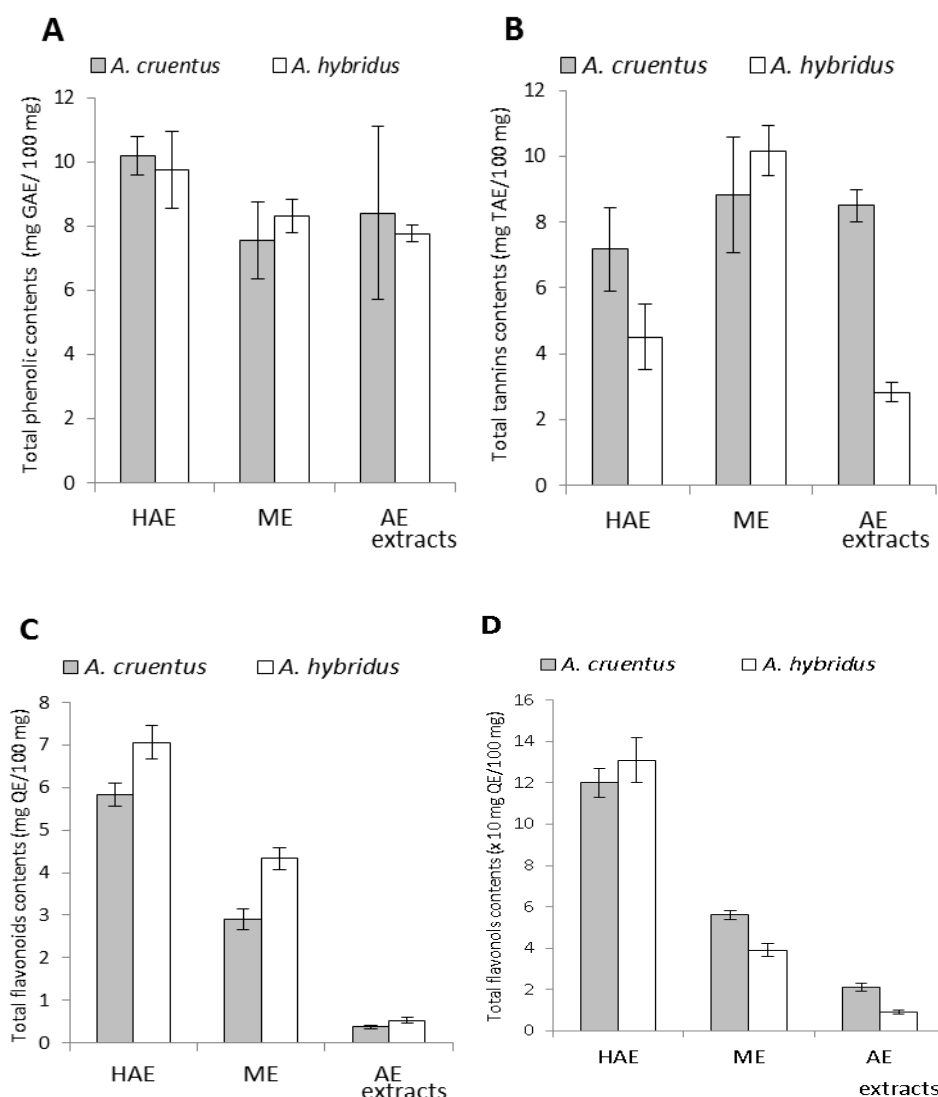 A
A. cruentus A. hybridus
Total phenolic contents (mg GAE/ 100 mg)
12
10
8
6
4
2
0
HAE ME AE
extracts
B
A. cruentus A. hybridus
Total tannins contents (mg TAE/100 mg)
12
10
8
6
4
2
0
HAE ME AE
extracts
C
A. cruentus A. hybridus
Total flavonoids contents (mg QE/100 mg)
8
7
6
5
4
3
2
1
0
HAE ME AE
extracts
D
A. cruentus A. hybridus
Total flavonols contents (x 10 mg QE/100 mg)
16
14
12
10
8
6
4
2
0
HAE ME AE
extracts